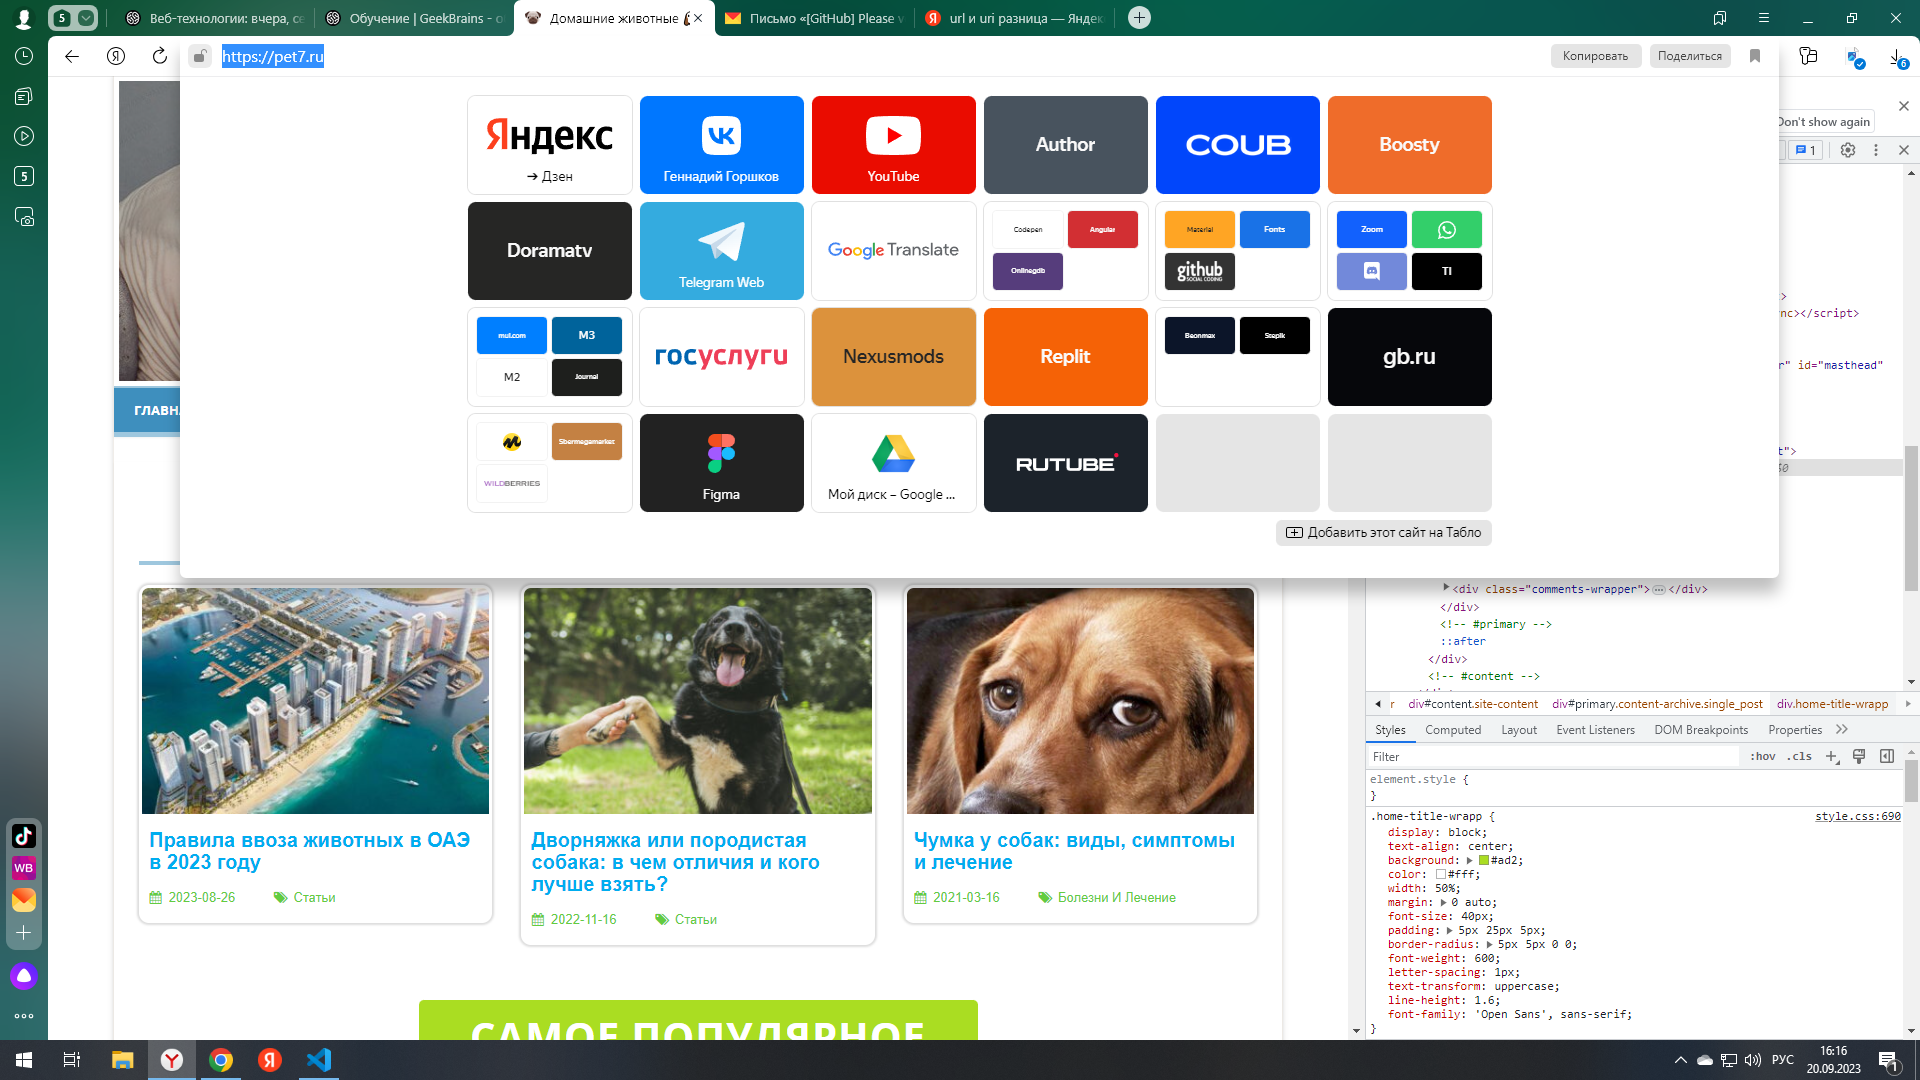 5
Веб-технологии: вчера, се
Обучение | GeekBrains - о
Домашние животные
Письмо «[GitHub] Please v
url и uri разница — Яндекс
https://pet7.ru
Копировать
Поделиться
6
5
Яндекс
→ Дзен
Геннадий Горшков
YouTube
Author
COUB
Boosty
Doramatv
Telegram Web
Google Translate
Codepen
Angular
Onlinegdb
Material
Fonts
github
SOCIAL CODING
Zoom
TI
mui.com
M3
M2
Journal
госуслуги
Nexusmods
Replit
Beonmax
Stepik
gb.ru
Sbermegamarket
WILDBERRIES
Figma
Мой диск – Google ...
RUTUBE
Добавить этот сайт на Табло
Don't show again
1
>
nc></script>
r" id="masthead"
t">
ГЛАВН
<div class="comments-wrapper">⋯</div>
</div>
<!-- #primary -->
::after
</div>
<!-- #content -->
r div#content.site-content div#primary.content-archive.single_post div.home-title-wrapp
Styles Computed Layout Event Listeners DOM Breakpoints Properties
Filter :hov .cls
element.style {
}
.home-title-wrapp { style.css:690
display: block;
text-align: center;
background: #ad2;
color: #fff;
width: 50%;
margin: 0 auto;
font-size: 40px;
padding: 5px 25px 5px;
border-radius: 5px 5px 0 0;
font-weight: 600;
letter-spacing: 1px;
text-transform: uppercase;
line-height: 1.6;
font-family: 'Open Sans', sans-serif;
}
Правила ввоза животных в ОАЭ
в 2023 году
2023-08-26 Статьи
Дворняжка или породистая
собака: в чем отличия и кого
лучше взять?
2022-11-16 Статьи
Чумка у собак: виды, симптомы
и лечение
2021-03-16 Болезни И Лечение
САМОЕ ПОПУЛЯРНОЕ
WB
РУС
16:16
20.09.2023
1